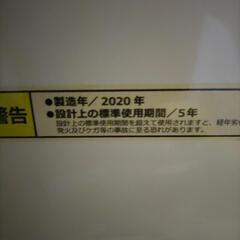 警告
●製造年／2020年
●設計上の標準使用期間／5年
設計上の標準使用期間を超えて使用されますと、経年劣
発火及びケガ等の事故に至る恐れがあります。